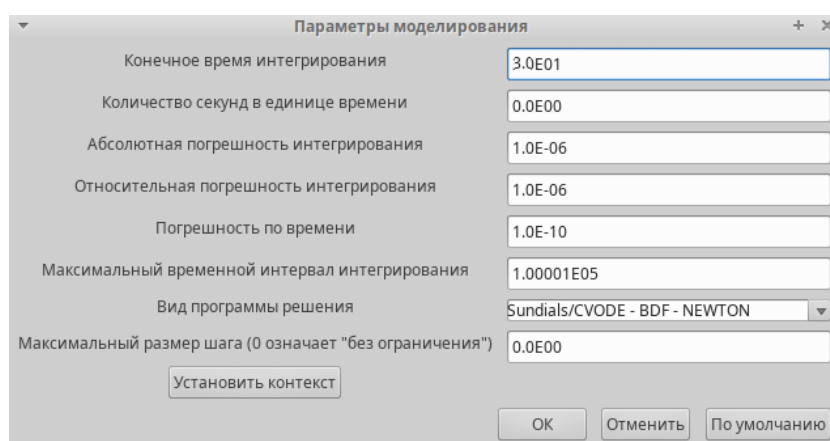 Параметры моделирования
Конечное время интегрирования 3.0E01
Количество секунд в единице времени 0.0E00
Абсолютная погрешность интегрирования 1.0E-06
Относительная погрешность интегрирования 1.0E-06
Погрешность по времени 1.0E-10
Максимальный временной интервал интегрирования 1.00001E05
Вид программы решения Sundials/CVODE - BDF - NEWTON
Максимальный размер шага (0 означает "без ограничения") 0.0E00
Установить контекст
ОК Отменить По умолчанию